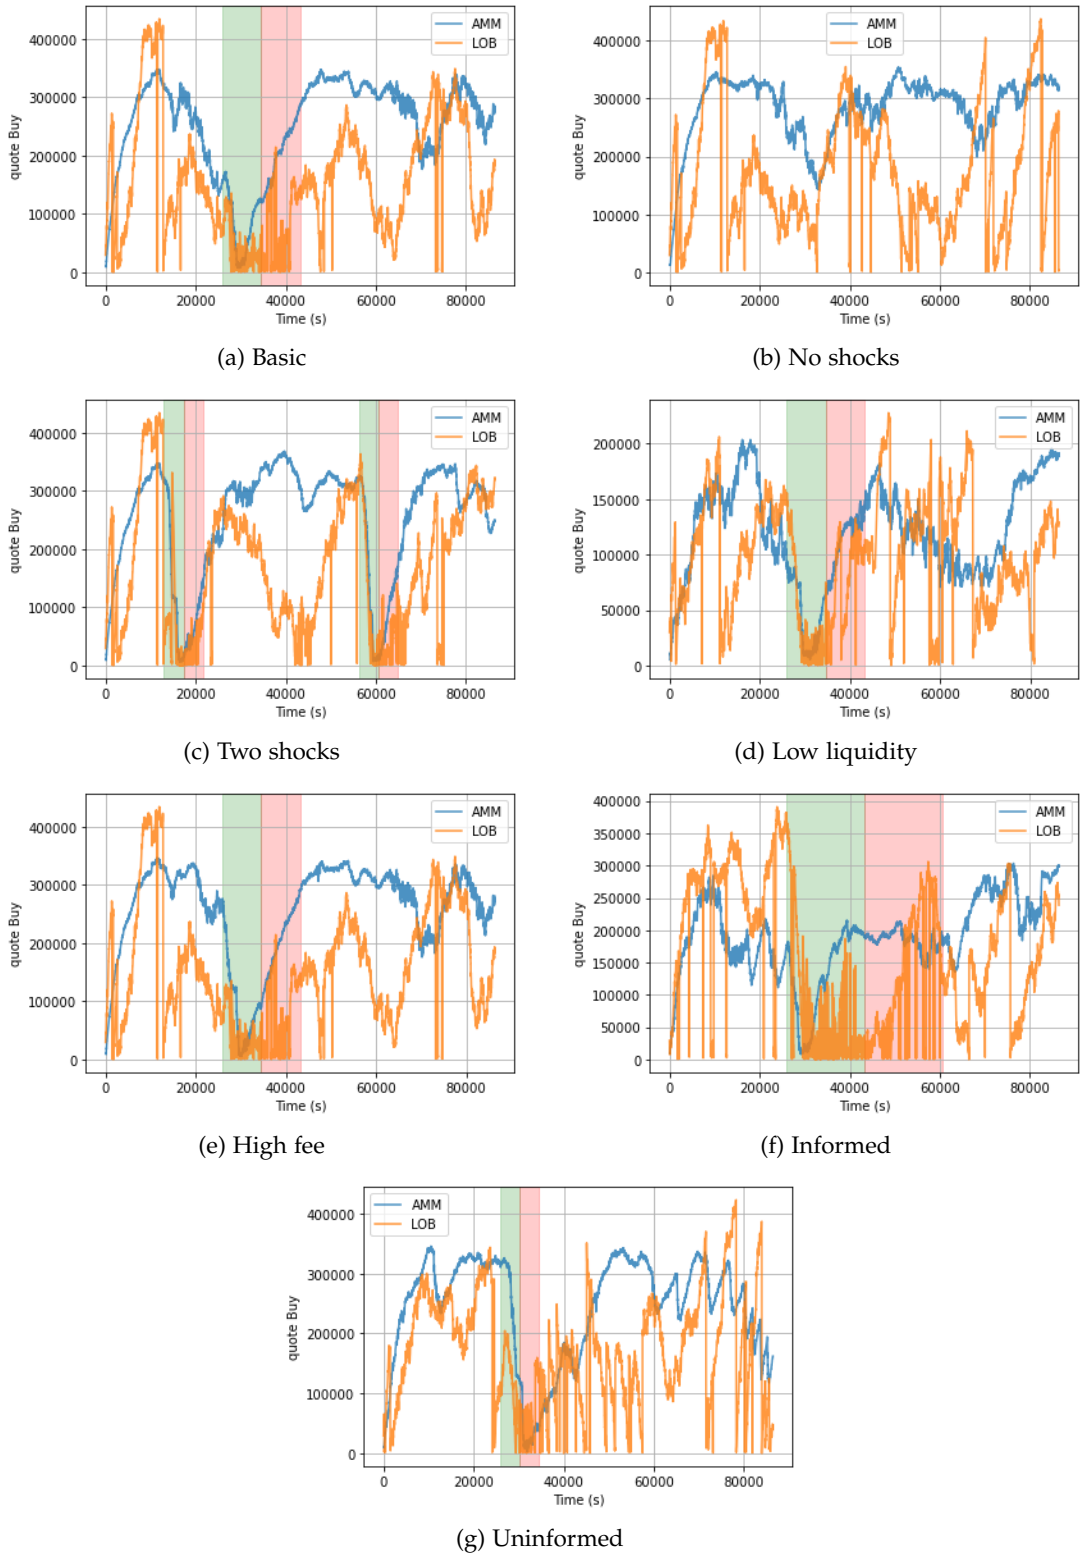 AMM
LOB
quote Buy
400000
300000
200000
100000
0
0 20000 40000 60000 80000
Time (s)
(a) Basic
AMM
LOB
quote Buy
400000
300000
200000
100000
0
0 20000 40000 60000 80000
Time (s)
(b) No shocks
AMM
LOB
quote Buy
400000
300000
200000
100000
0
0 20000 40000 60000 80000
Time (s)
(c) Two shocks
AMM
LOB
quote Buy
200000
150000
100000
50000
0
0 20000 40000 60000 80000
Time (s)
(d) Low liquidity
AMM
LOB
quote Buy
400000
300000
200000
100000
0
0 20000 40000 60000 80000
Time (s)
(e) High fee
AMM
LOB
quote Buy
400000
350000
300000
250000
200000
150000
100000
50000
0
0 20000 40000 60000 80000
Time (s)
(f) Informed
AMM
LOB
quote Buy
400000
300000
200000
100000
0
0 20000 40000 60000 80000
Time (s)
(g) Uninformed